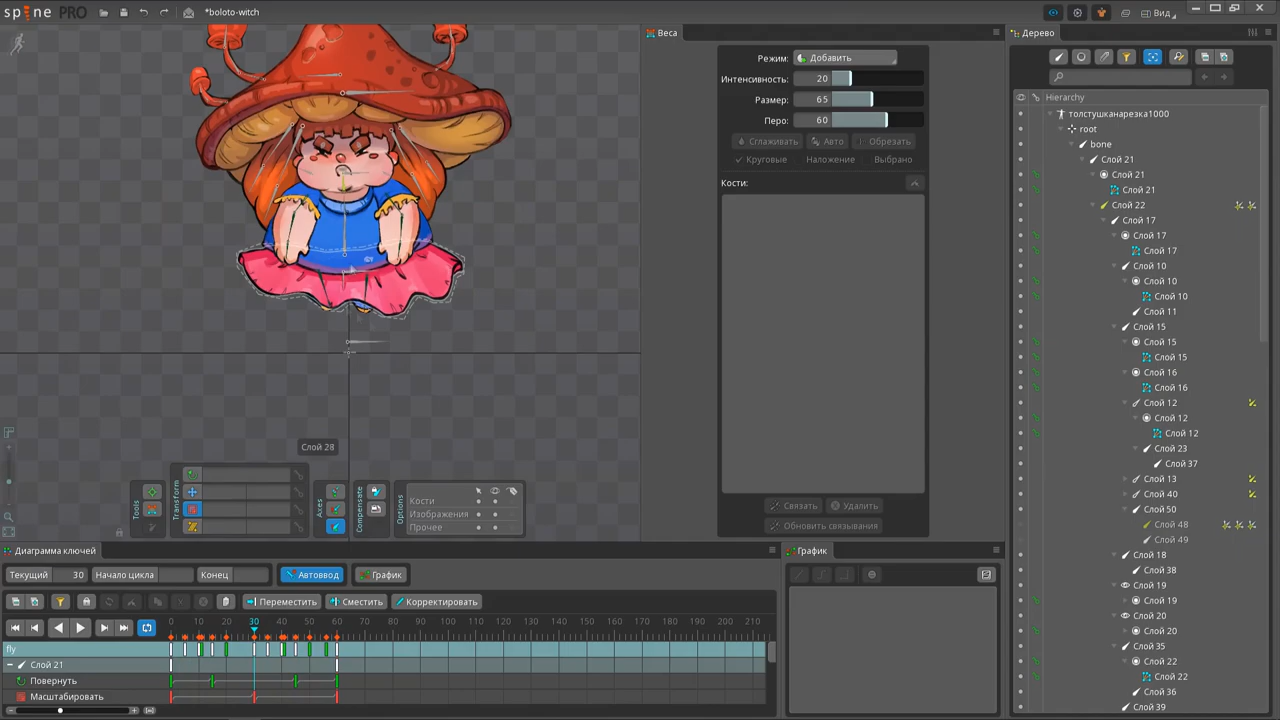 spine PRO
*boloto-witch
Вид
Веса
Дерево
Режим: Добавить
Интенсивность: 20
Размер: 65
Перо: 60
Сглаживать Авто Обрезать
Круговые Наложение Выбрано
Кости:
Связать Удалить
Обновить связывания
Hierarchy
толстушканарезка1000
root
bone
Слой 21
Слой 21
Слой 21
Слой 22
Слой 17
Слой 17
Слой 17
Слой 10
Слой 10
Слой 10
Слой 11
Слой 15
Слой 15
Слой 15
Слой 16
Слой 16
Слой 12
Слой 12
Слой 12
Слой 23
Слой 37
Слой 13
Слой 40
Слой 50
Слой 48
Слой 49
Слой 18
Слой 38
Слой 19
Слой 19
Слой 20
Слой 20
Слой 35
Слой 22
Слой 22
Слой 36
Слой 39
Слой 28
Tools
Transform
Axes
Compensate
Options
Кости
Изображения
Прочее
Диаграмма ключей
График
Текущий 30 Начало цикла Конец Автоввод График
Переместить Сместить Корректировать
0 10 20 30 40 50 60 70 80 90 100 110 120 130 140 150 160 170 180 190 200 210
fly
Слой 21
Повернуть
Масштабировать